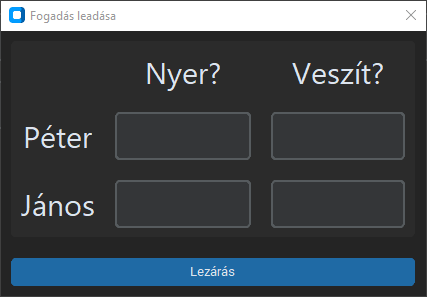 Fogadás leadása
Nyer? Veszít?
Péter
János
Lezárás